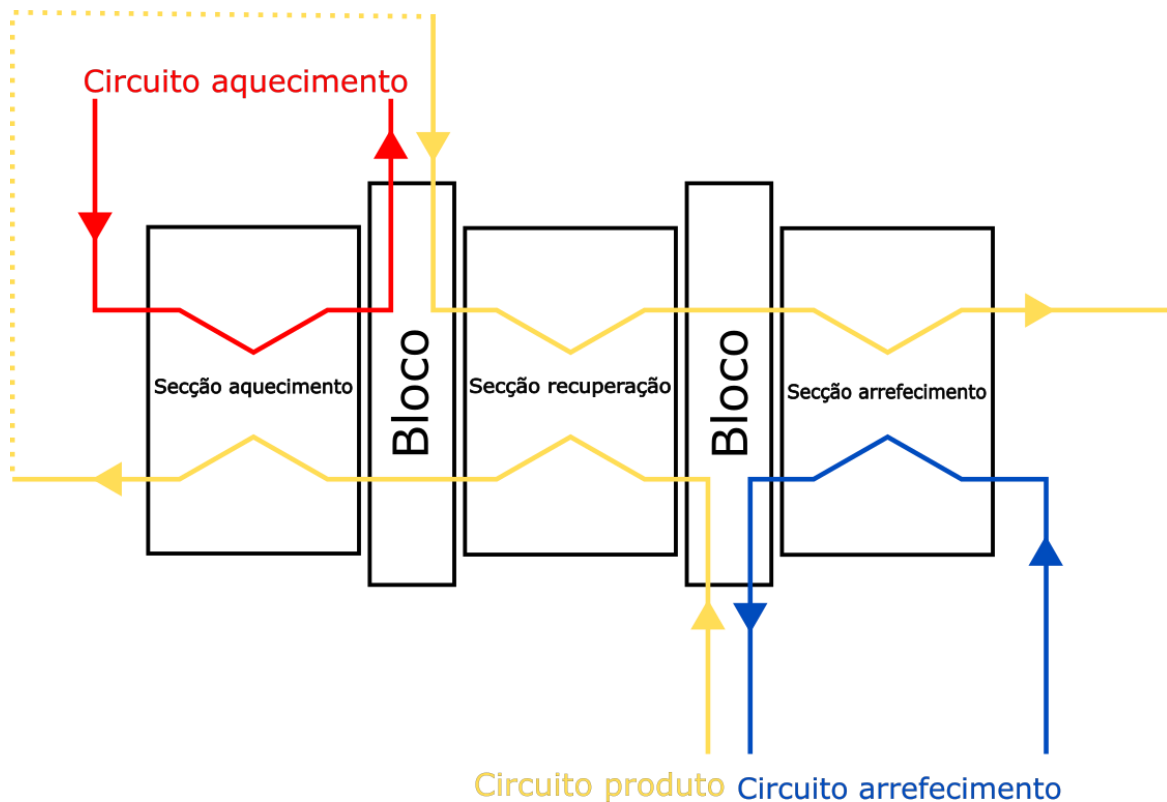 Circuito aquecimento
Bloco
Bloco
Secção aquecimento
Secção recuperação
Secção arrefecimento
Circuito produto
Circuito arrefecimento